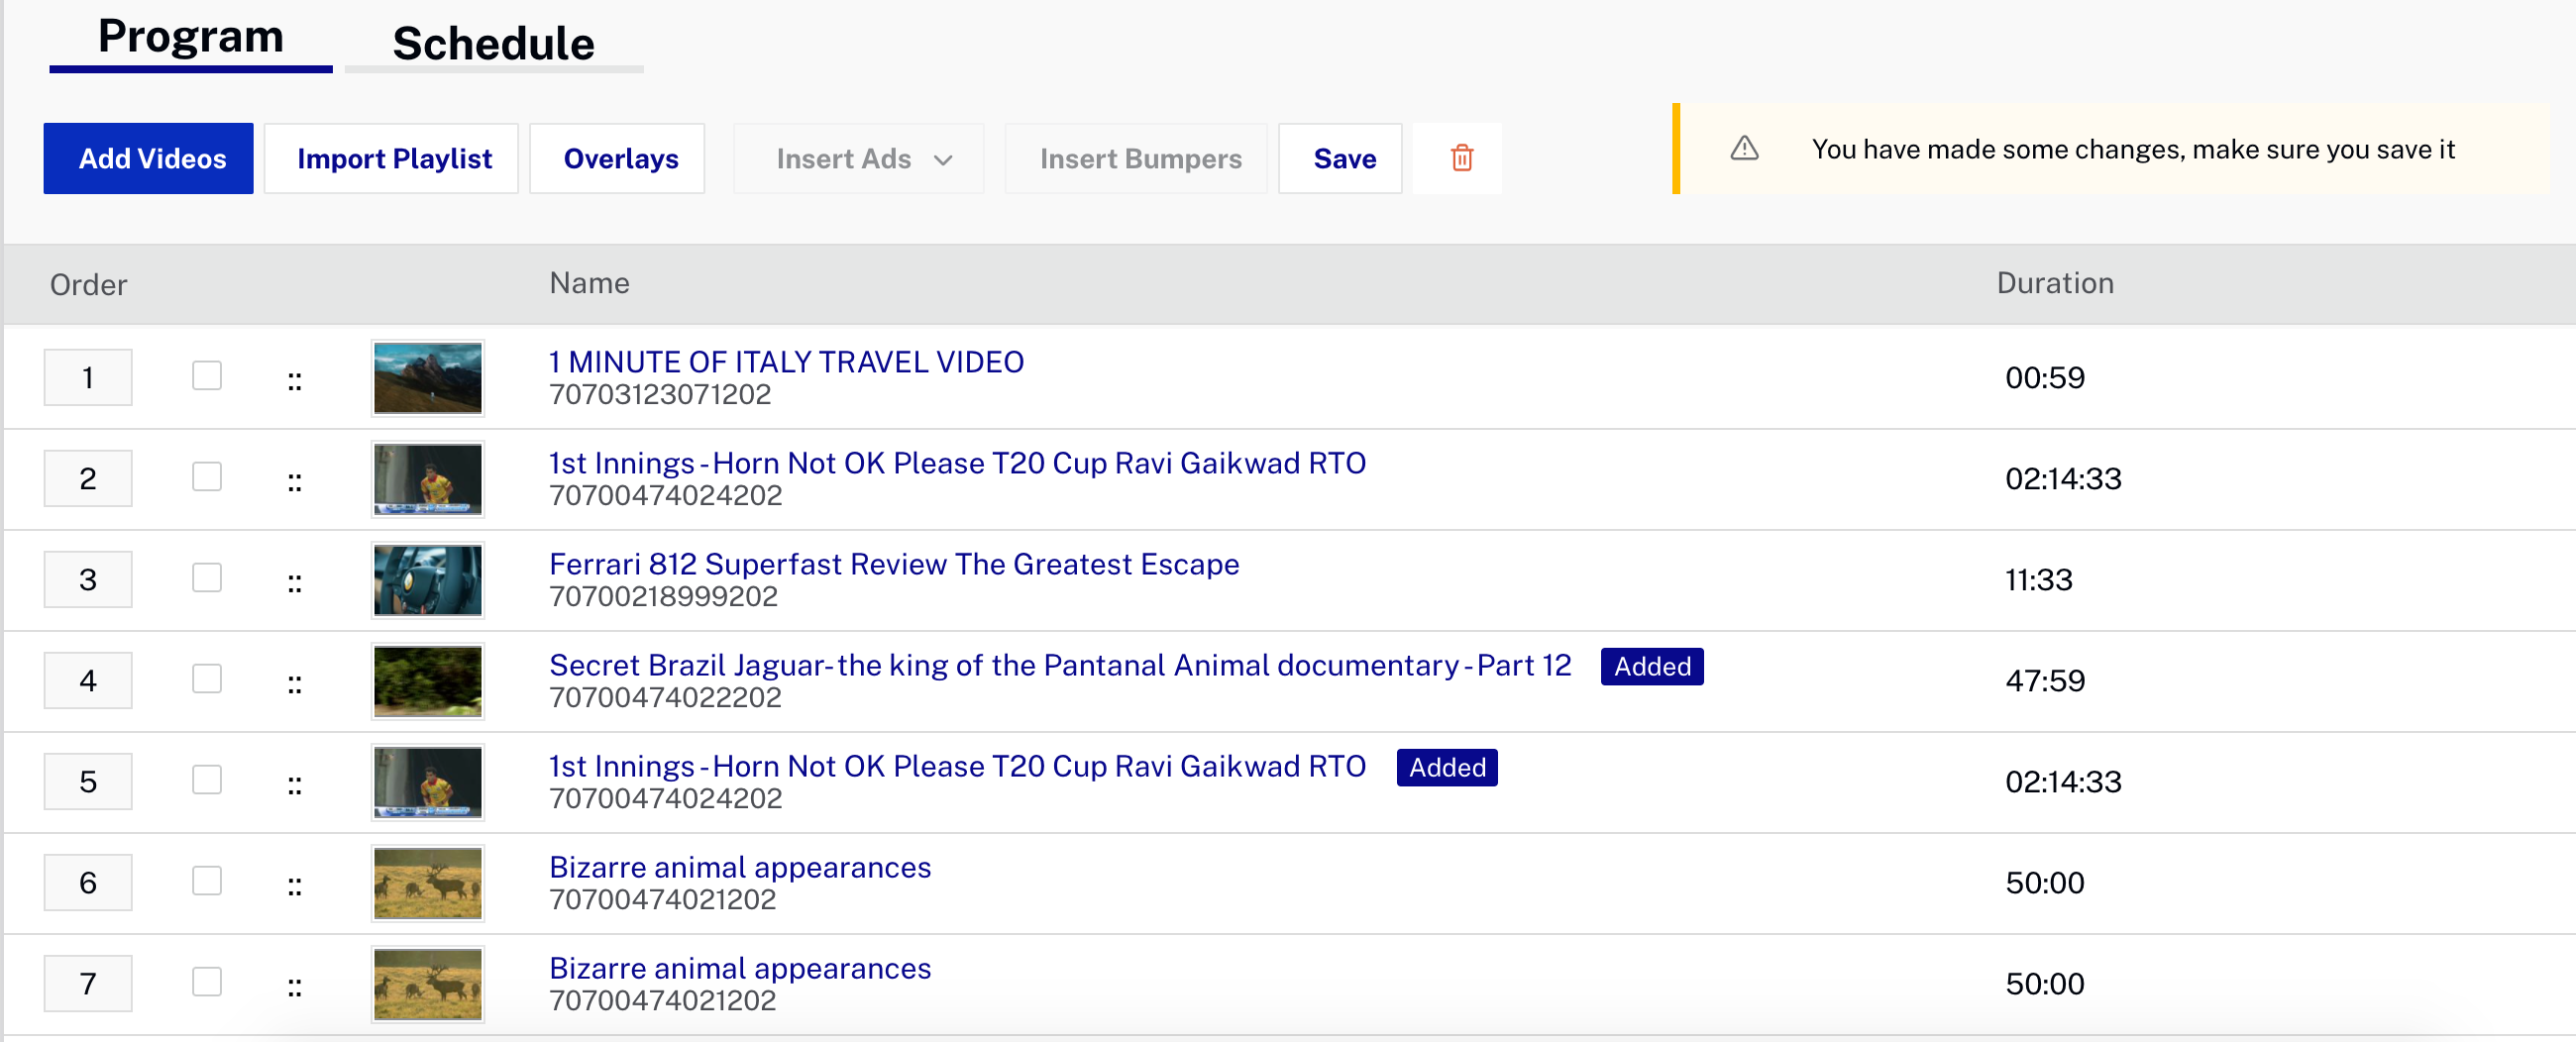 Program
Schedule
Add Videos
Import Playlist
Overlays
Insert Ads
Insert Bumpers
Save
You have made some changes, make sure you save it
Order
Name
Duration
1
1 MINUTE OF ITALY TRAVEL VIDEO
70703123071202
00:59
2
1st Innings-Horn Not OK Please T20 Cup Ravi Gaikwad RTO
70700474024202
02:14:33
3
Ferrari 812 Superfast Review The Greatest Escape
70700218999202
11:33
4
Secret Brazil Jaguar-the king of the Pantanal Animal documentary-Part 12
Added
70700474022202
47:59
5
1st Innings-Horn Not OK Please T20 Cup Ravi Gaikwad RTO
Added
70700474024202
02:14:33
6
Bizarre animal appearances
70700474021202
50:00
7
Bizarre animal appearances
70700474021202
50:00